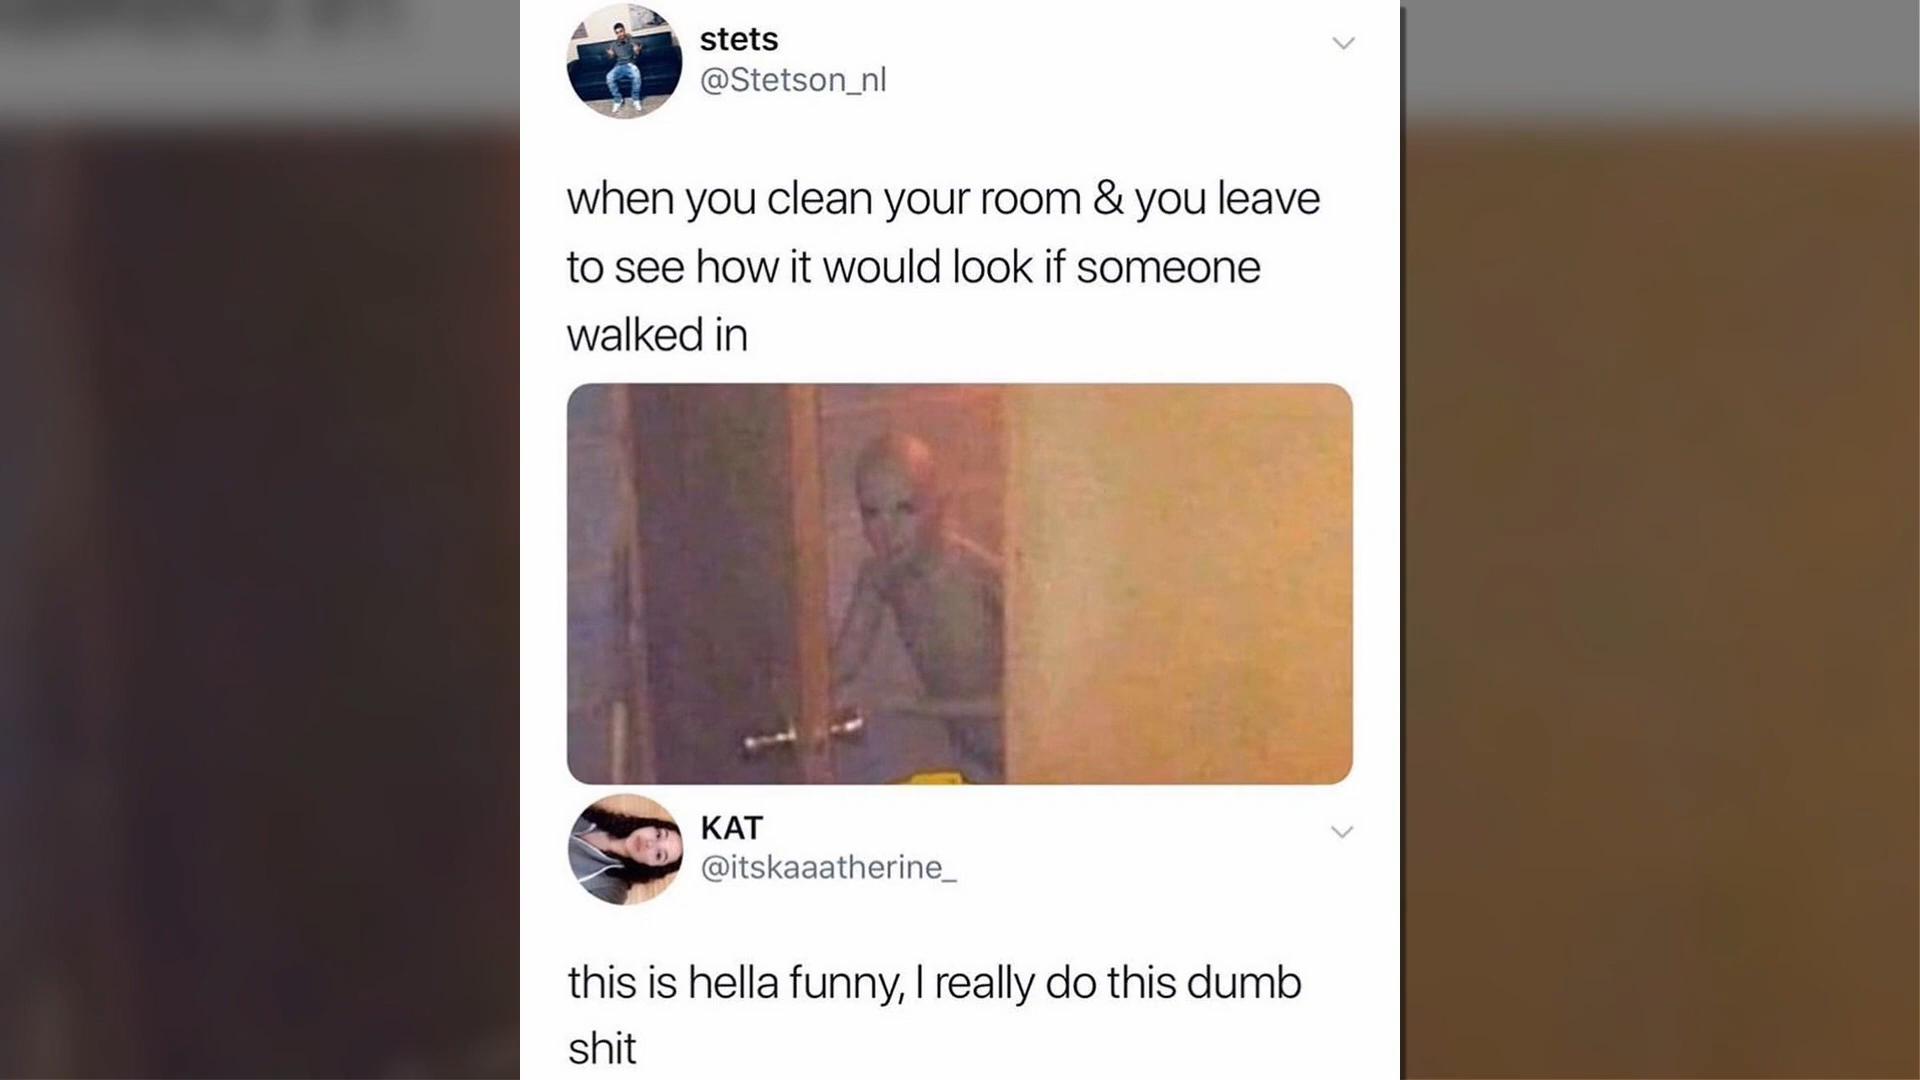 stets
@Stetson_nl
when you clean your room & you leave
to see how it would look if someone
walked in
KAT
@itskaaatherine_
this is hella funny, I really do this dumb
shit